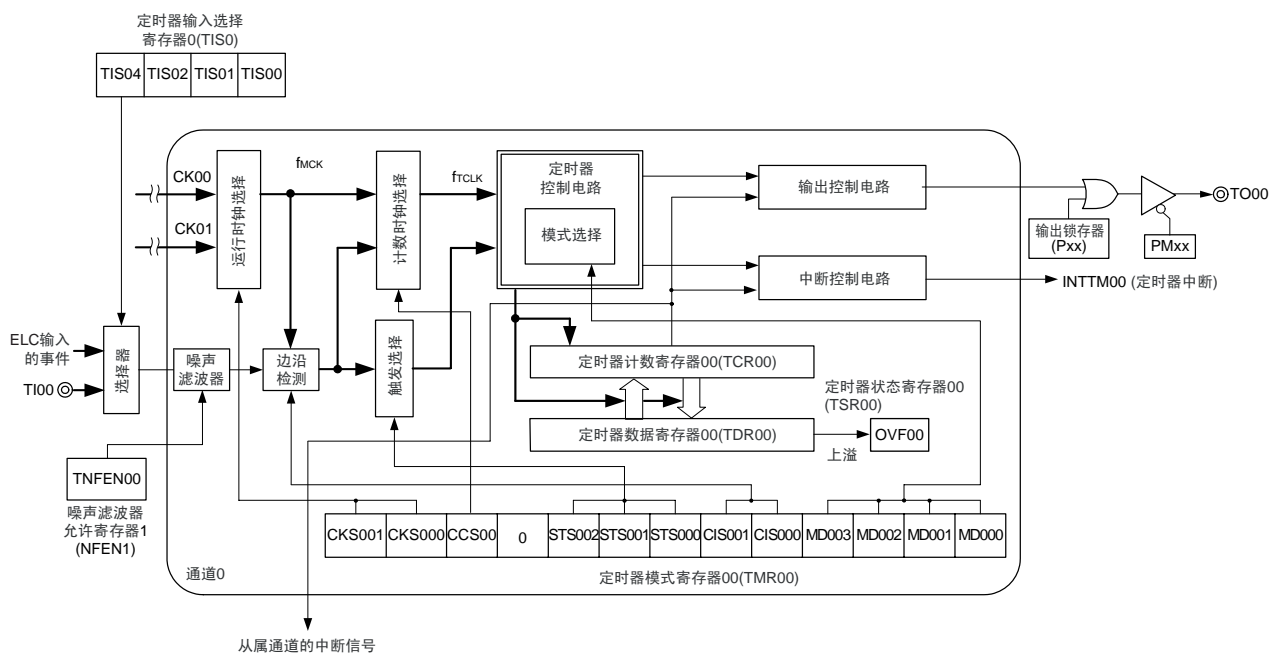 定时器输入选择
寄存器0(TIS0)
TIS04 TIS02 TIS01 TIS00
CK00
CK01
运行时钟选择
fMCK
计数时钟选择
fTCLK
定时器
控制电路
模式选择
输出控制电路
输出锁存器
(Pxx)
PMxx
TO00
中断控制电路
INTTM00 (定时器中断)
ELC输入
的事件
TI00
选择器
噪声
滤波器
边沿
检测
触发选择
定时器计数寄存器00(TCR00)
定时器状态寄存器00
(TSR00)
定时器数据寄存器00(TDR00)
OVF00
上溢
TNFEN00
噪声滤波器
允许寄存器1
(NFEN1)
CKS001 CKS000 CCS00 0 STS002 STS001 STS000 CIS001 CIS000 MD003 MD002 MD001 MD000
通道0
定时器模式寄存器00(TMR00)
从属通道的中断信号